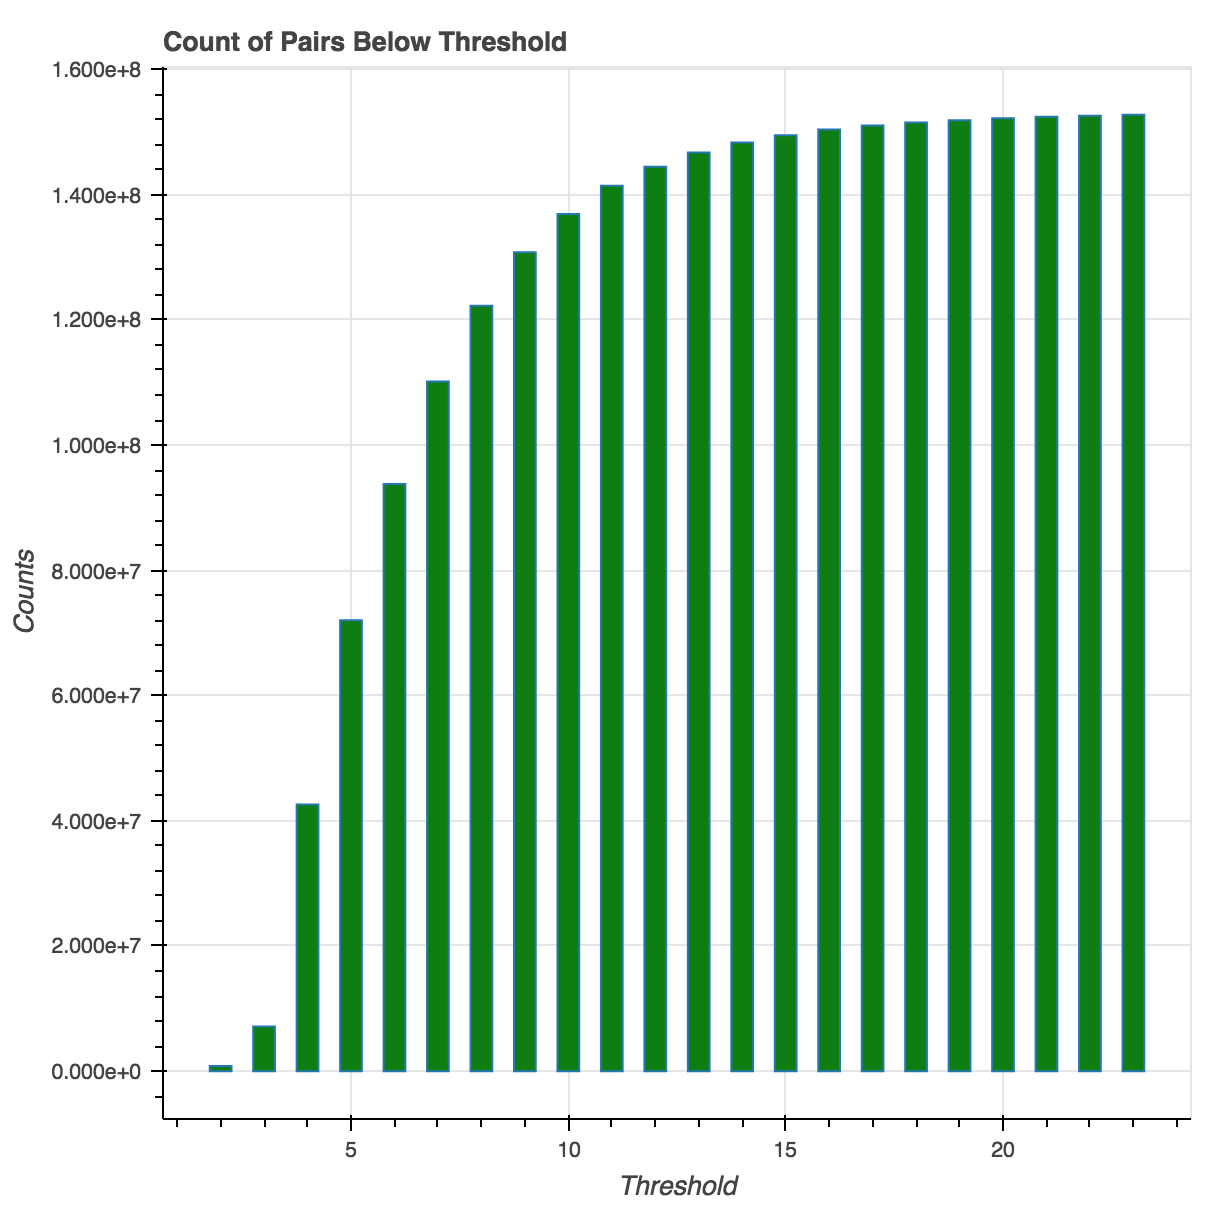 Count of Pairs Below Threshold
1.600e+8
1.400e+8
1.200e+8
1.000e+8
8.000e+7
6.000e+7
4.000e+7
2.000e+7
0.000e+0
Counts
5 10 15 20
Threshold